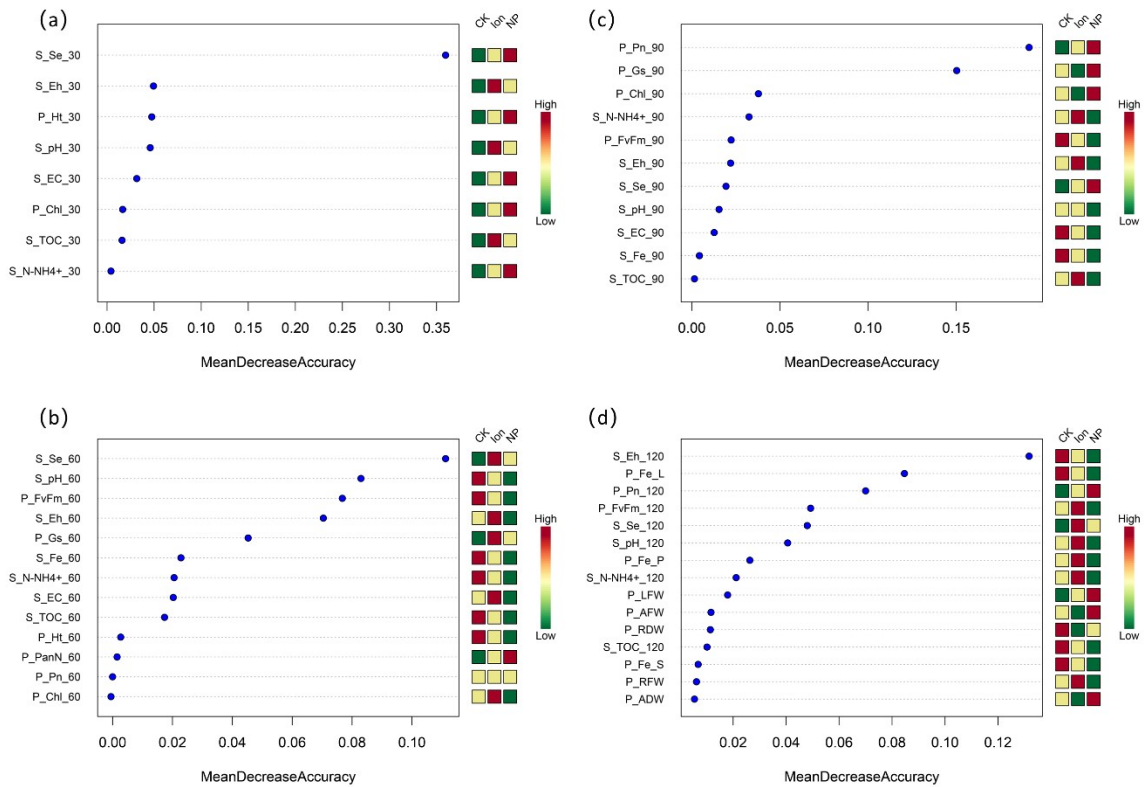 (a)
CK Ion NP
S_Se_30
S_Eh_30
P_Ht_30
S_pH_30
S_EC_30
P_Chl_30
S_TOC_30
S_N-NH4+_30
High
Low
0.00 0.05 0.10 0.15 0.20 0.25 0.30 0.35
MeanDecreaseAccuracy
(c)
CK Ion NP
P_Pn_90
P_Gs_90
P_Chl_90
S_N-NH4+_90
P_FvFm_90
S_Eh_90
S_Se_90
S_pH_90
S_EC_90
S_Fe_90
S_TOC_90
High
Low
0.00 0.05 0.10 0.15
MeanDecreaseAccuracy
(b)
CK Ion NP
S_Se_60
S_pH_60
P_FvFm_60
S_Eh_60
P_Gs_60
S_Fe_60
S_N-NH4+_60
S_EC_60
S_TOC_60
P_Ht_60
P_PanN_60
P_Pn_60
P_Chl_60
High
Low
0.00 0.02 0.04 0.06 0.08 0.10
MeanDecreaseAccuracy
(d)
CK Ion NP
S_Eh_120
P_Fe_L
P_Pn_120
P_FvFm_120
S_Se_120
S_pH_120
P_Fe_P
S_N-NH4+_120
P_LFW
P_AFW
P_RDW
S_TOC_120
P_Fe_S
P_RFW
P_ADW
High
Low
0.02 0.04 0.06 0.08 0.10 0.12
MeanDecreaseAccuracy